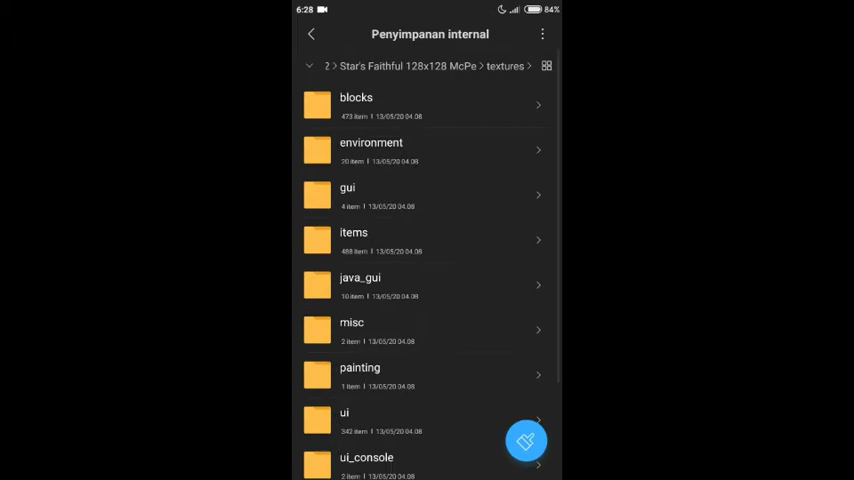 6:28 84%
Penyimpanan internal
2 > Star's Faithful 128x128 McPe > textures >
blocks
473 item | 13/05/20 04.08
environment
20 item | 13/05/20 04.08
gui
4 item | 13/05/20 04.08
items
488 item | 13/05/20 04.08
java_gui
10 item | 13/05/20 04.08
misc
2 item | 13/05/20 04.08
painting
1 item | 13/05/20 04.08
ui
342 item | 13/05/20 04.08
ui_console
2 item | 13/05/20 04.08